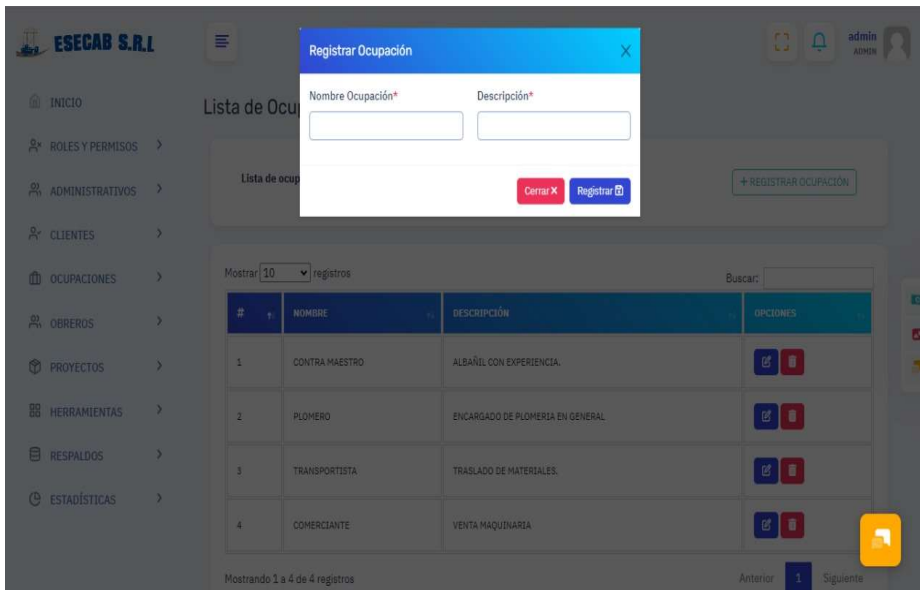 ESECAB S.R.L
Registrar Ocupación
admin
ADMIN
INICIO
Lista de Ocup
Nombre Ocupación*
Descripción*
ROLES Y PERMISOS
ADMINISTRATIVOS
Lista de ocup
Cerrar X
Registrar
+ REGISTRAR OCUPACIÓN
CLIENTES
OCUPACIONES
OBREROS
PROYECTOS
HERRAMIENTAS
RESPALDOS
ESTADÍSTICAS
Mostrar 10 registros
Buscar:
# NOMBRE DESCRIPCIÓN OPCIONES
1 CONTRA MAESTRO ALBAÑIL CON EXPERIENCIA.
2 PLOMERO ENCARGADO DE PLOMERIA EN GENERAL
3 TRANSPORTISTA TRASLADO DE MATERIALES.
4 COMERCIANTE VENTA MAQUINARIA
Mostrando 1 a 4 de 4 registros
Anterior 1 Siguiente